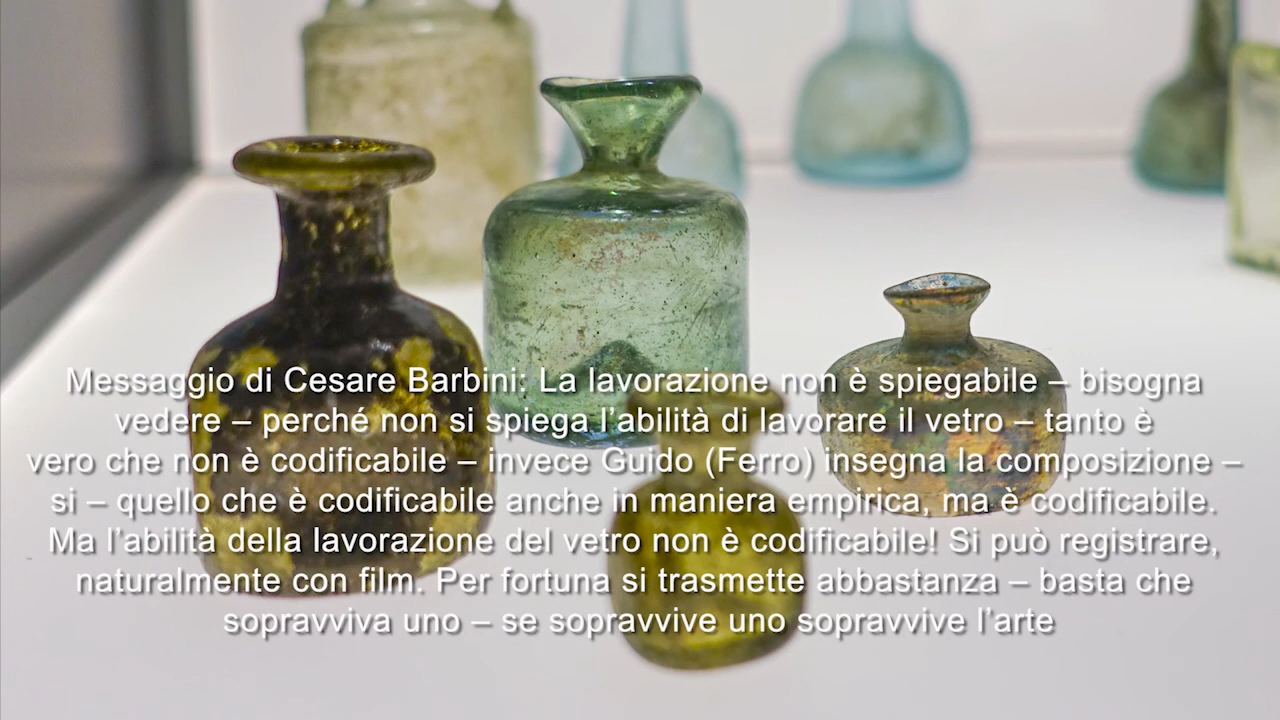 Messaggio di Cesare Barbini: La lavorazione non è spiegabile – bisogna
vedere – perché non si spiega l'abilità di lavorare il vetro – tanto è
vero che non è codificabile – invece Guido (Ferro) insegna la composizione –
si – quello che è codificabile anche in maniera empirica, ma è codificabile.
Ma l'abilità della lavorazione del vetro non è codificabile! Si può registrare,
naturalmente con film. Per fortuna si trasmette abbastanza – basta che
sopravviva uno – se sopravvive uno sopravvive l'arte